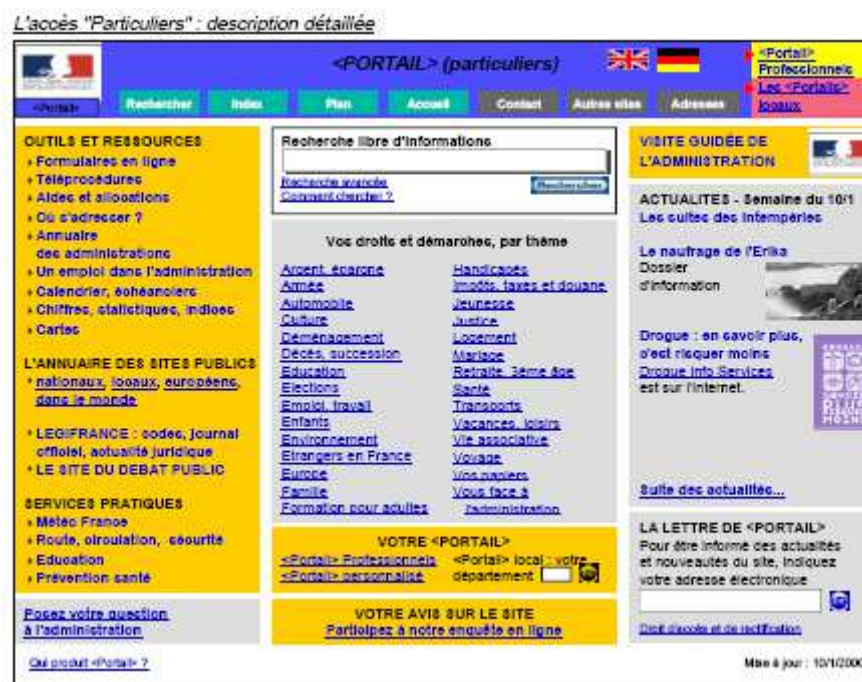 L'accès "Particuliers" : description détaillée
<PORTAIL> (particuliers)
<Portail>
Professionnels
Les <Portails>
locaux
<Portail>
Rechercher
Index
Plan
Accueil
Contact
Autres sites
Adresses
OUTILS ET RESSOURCES
Formulaires en ligne
Téléprocédures
Aides et allocations
Où s'adresser ?
Annuaire
des administrations
Un emploi dans l'administration
Calendrier, échéanciers
Chiffres, statistiques, indices
Cartes
L'ANNUAIRE DES SITES PUBLICS
nationaux, locaux, européens,
dans le monde
LEGIFRANCE : codes, journal
officiel, actualité juridique
LE SITE DU DEBAT PUBLIC
SERVICES PRATIQUES
Météo France
Route, circulation, sécurité
Education
Prévention santé
Posez votre question
à l'administration
Qui produit <Portail> ?
Recherche libre d'informations
Recherche avancée
Comment chercher ?
Rechercher
Vos droits et démarches, par thème
Argent, épargne
Armée
Automobile
Culture
Déménagement
Décès, succession
Education
Elections
Emploi, travail
Enfants
Environnement
Etrangers en France
Europe
Famille
Formation pour adultes
Handicapés
Impôts, taxes et douane
Jeunesse
Justice
Logement
Mariage
Retraite, 3ème âge
Santé
Transports
Vacances, loisirs
Vie associative
Voyage
Vos papiers
Vous face à
l'administration
VOTRE <PORTAIL>
<Portail> Professionnels
<Portail> personnalisé
<Portail> local : votre
département
VOTRE AVIS SUR LE SITE
Participez à notre enquête en ligne
VISITE GUIDÉE DE
L'ADMINISTRATION
ACTUALITES - Semaine du 10/1
Les suites des intempéries
Le naufrage de l'Erika
Dossier
d'information
Drogue : en savoir plus,
c'est risquer moins
Drogue Info Services
est sur l'internet.
SAVOIR
PLUS
MOINS
Suite des actualités...
LA LETTRE DE <PORTAIL>
Pour être informé des actualités
et nouveautés du site, indiquez
votre adresse électronique
Droit d'accès et de rectification
Mise à jour : 10/1/2000